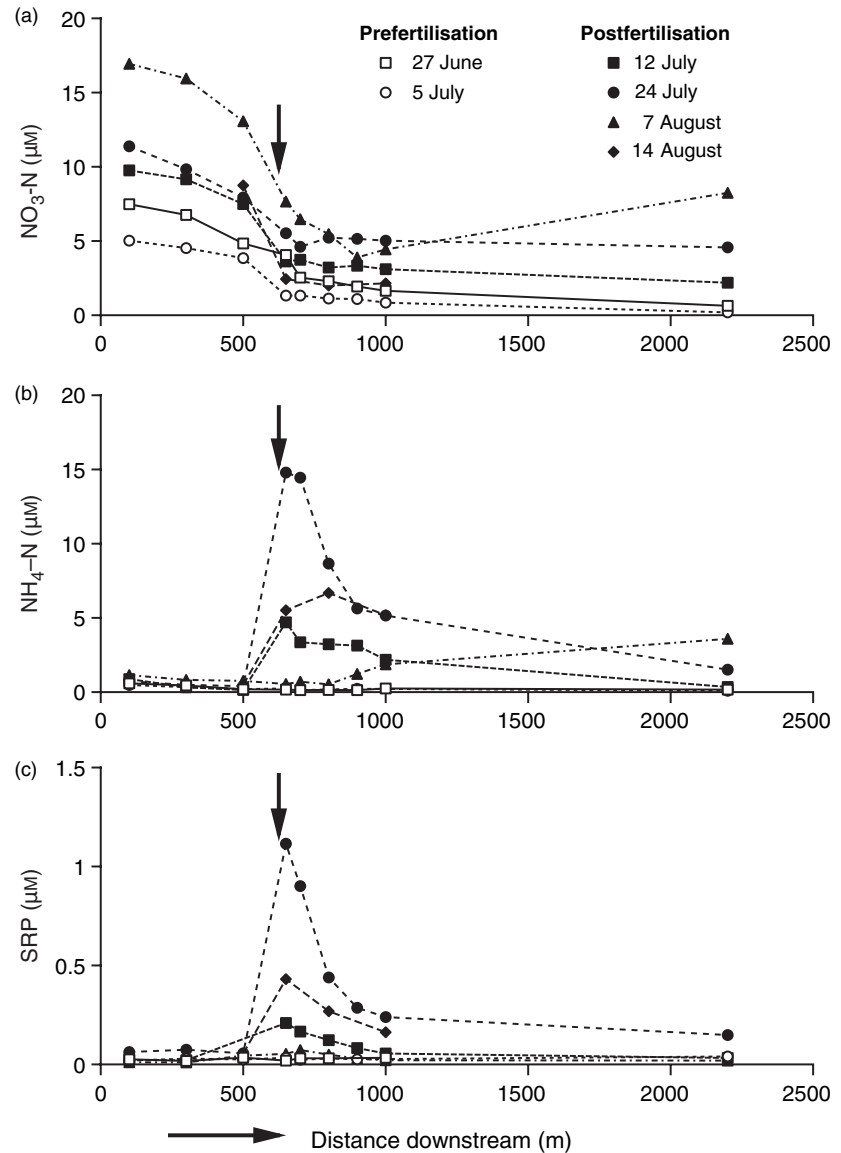 (a)
20
15
10
5
0
NO3-N (μM)
Prefertilisation
27 June
5 July
Postfertilisation
12 July
24 July
7 August
14 August
0 500 1000 1500 2000 2500
(b)
20
15
10
5
0
NH4–N (μM)
0 500 1000 1500 2000 2500
(c)
1.5
1
0.5
0
SRP (μM)
0 500 1000 1500 2000 2500
Distance downstream (m)